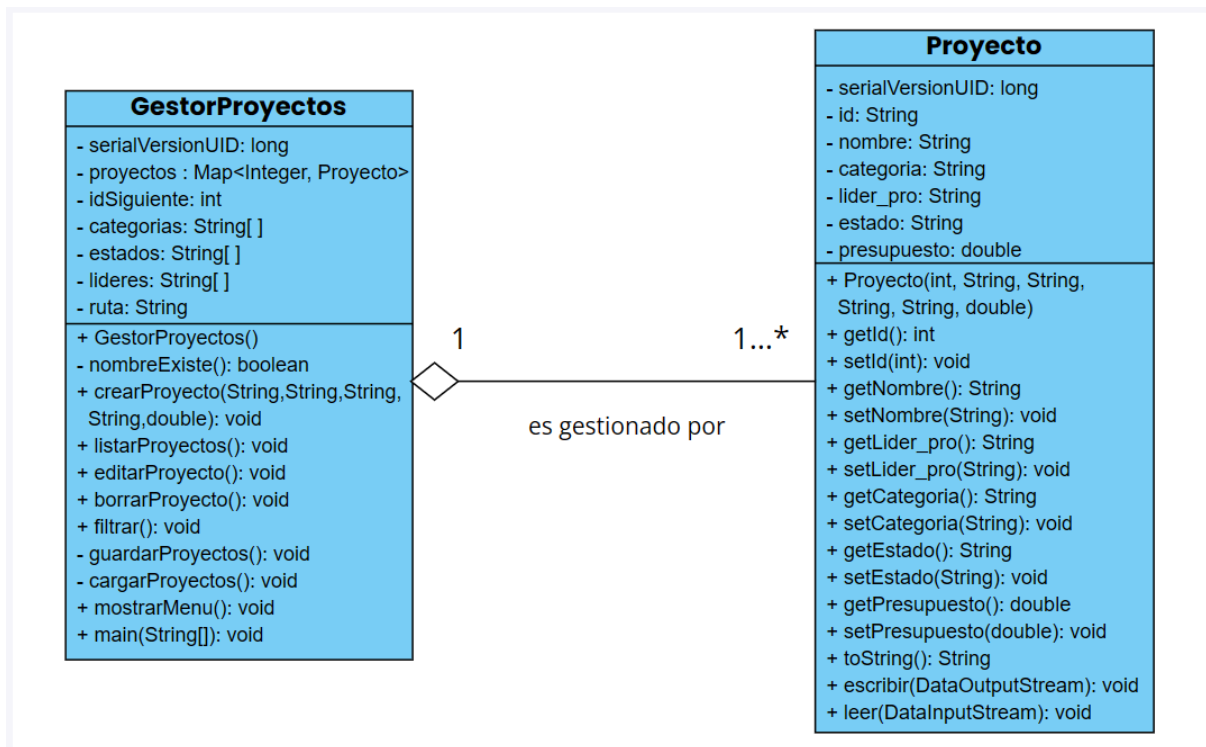 GestorProyectos
- serialVersionUID: long
- proyectos : Map<Integer, Proyecto>
- idSiguiente: int
- categorias: String[ ]
- estados: String[ ]
- lideres: String[ ]
- ruta: String
+ GestorProyectos()
- nombreExiste(): boolean
+ crearProyecto(String,String,String,
String,double): void
+ listarProyectos(): void
+ editarProyecto(): void
+ borrarProyecto(): void
+ filtrar(): void
- guardarProyectos(): void
- cargarProyectos(): void
+ mostrarMenu(): void
+ main(String[]): void
1
1...*
es gestionado por
Proyecto
- serialVersionUID: long
- id: String
- nombre: String
- categoria: String
- lider_pro: String
- estado: String
- presupuesto: double
+ Proyecto(int, String, String,
String, String, double)
+ getId(): int
+ setId(int): void
+ getNombre(): String
+ setNombre(String): void
+ getLider_pro(): String
+ setLider_pro(String): void
+ getCategoria(): String
+ setCategoria(String): void
+ getEstado(): String
+ setEstado(String): void
+ getPresupuesto(): double
+ setPresupuesto(double): void
+ toString(): String
+ escribir(DataOutputStream): void
+ leer(DataInputStream): void